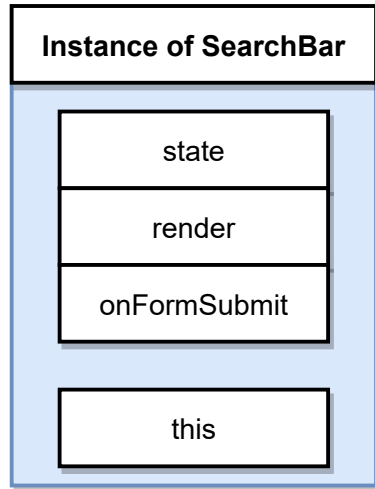 Instance of SearchBar
state
render
onFormSubmit
this